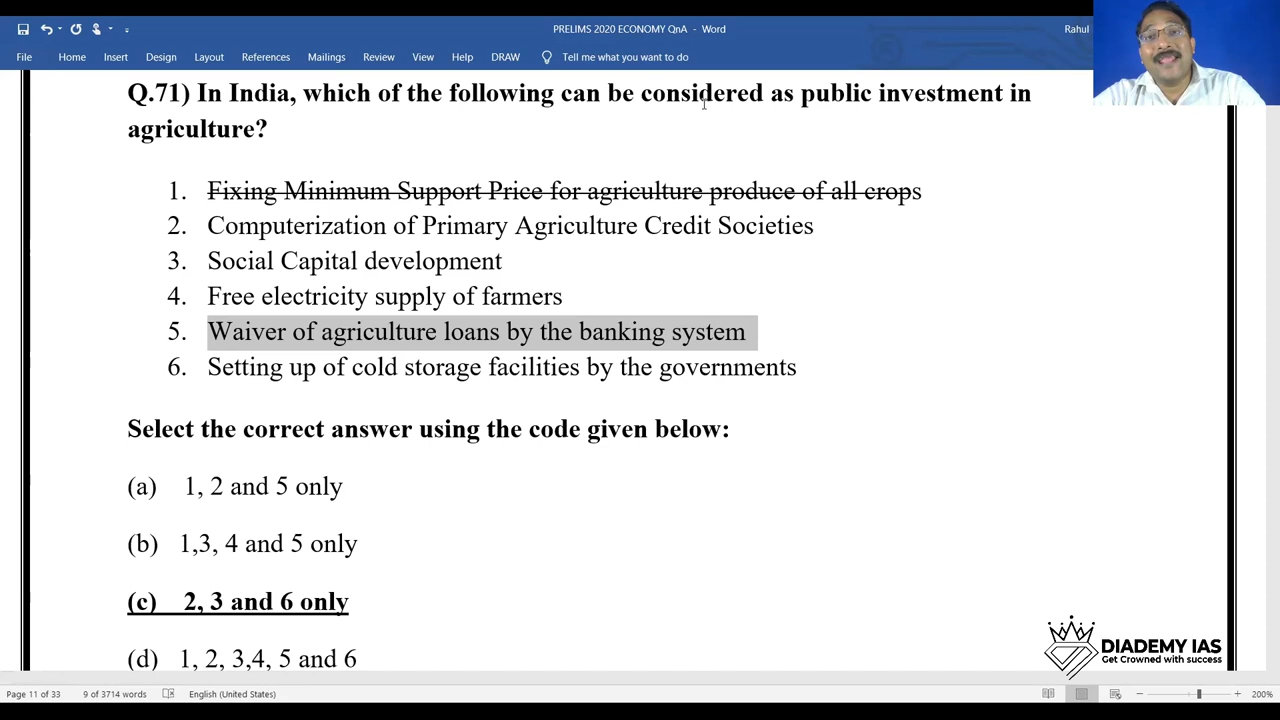 PRELIMS 2020 ECONOMY QnA - Word
Rahul
File Home Insert Design Layout References Mailings Review View Help DRAW Tell me what you want to do
Q.71) In India, which of the following can be considered as public investment in
agriculture?
1. Fixing Minimum Support Price for agriculture produce of all crops
2. Computerization of Primary Agriculture Credit Societies
3. Social Capital development
4. Free electricity supply of farmers
5. Waiver of agriculture loans by the banking system
6. Setting up of cold storage facilities by the governments
Select the correct answer using the code given below:
(a) 1, 2 and 5 only
(b) 1,3, 4 and 5 only
(c) 2, 3 and 6 only
(d) 1, 2, 3,4, 5 and 6
DIADEMY IAS
Get Crowned with success
Page 11 of 33 9 of 3714 words English (United States) 200%